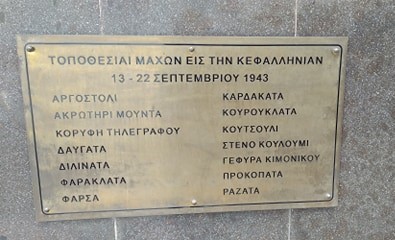 ΤΟΠΟΘΕΣΙΑΙ ΜΑΧΩΝ ΕΙΣ ΤΗΝ ΚΕΦΑΛΛΗΝΙΑΝ
13 - 22 ΣΕΠΤΕΜΒΡΙΟΥ 1943
ΑΡΓΟΣΤΟΛΙ
ΑΚΡΩΤΗΡΙ ΜΟΥΝΤΑ
ΚΟΡΥΦΗ ΤΗΛΕΓΡΑΦΟΥ
ΔΑΥΓΑΤΑ
ΔΙΛΙΝΑΤΑ
ΦΑΡΑΚΛΑΤΑ
ΦΑΡΣΑ
ΚΑΡΔΑΚΑΤΑ
ΚΟΥΡΟΥΚΛΑΤΑ
ΚΟΥΤΣΟΥΛΙ
ΣΤΕΝΟ ΚΟΥΛΟΥΜΙ
ΓΕΦΥΡΑ ΚΙΜΟΝΙΚΟΥ
ΠΡΟΚΟΠΑΤΑ
ΡΑΖΑΤΑ